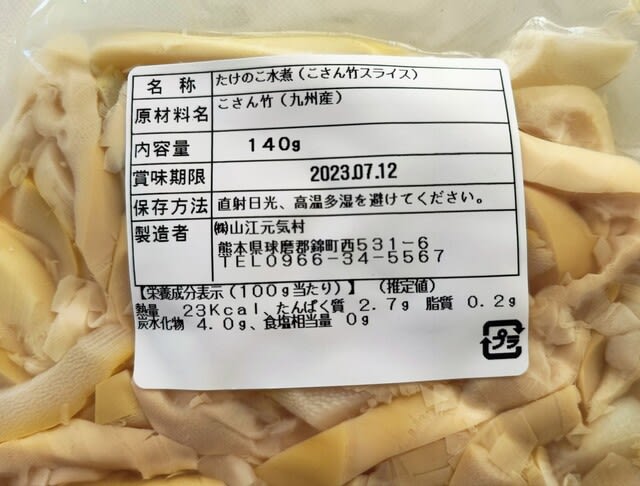 名称 たけのこ水煮（こさん竹スライス）
原材料名 こさん竹（九州産）
内容量 140g
賞味期限 2023.07.12
保存方法 直射日光、高温多湿を避けてください。
製造者 ㈱山江元気村
熊本県球磨郡錦町西531-6
TEL0966-34-5567
【栄養成分表示（100g当たり）】（推定値）
熱量 23Kcal、たんぱく質 2.7g 脂質 0.2g
炭水化物 4.0g、食塩相当量 0g
プラ